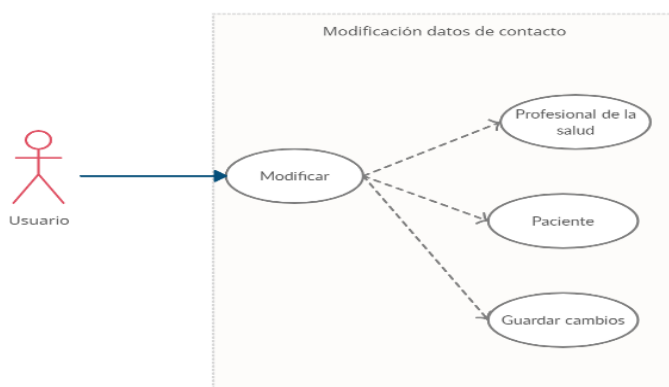 Modificación datos de contacto
Profesional de la
salud
Modificar
Usuario
Paciente
Guardar cambios